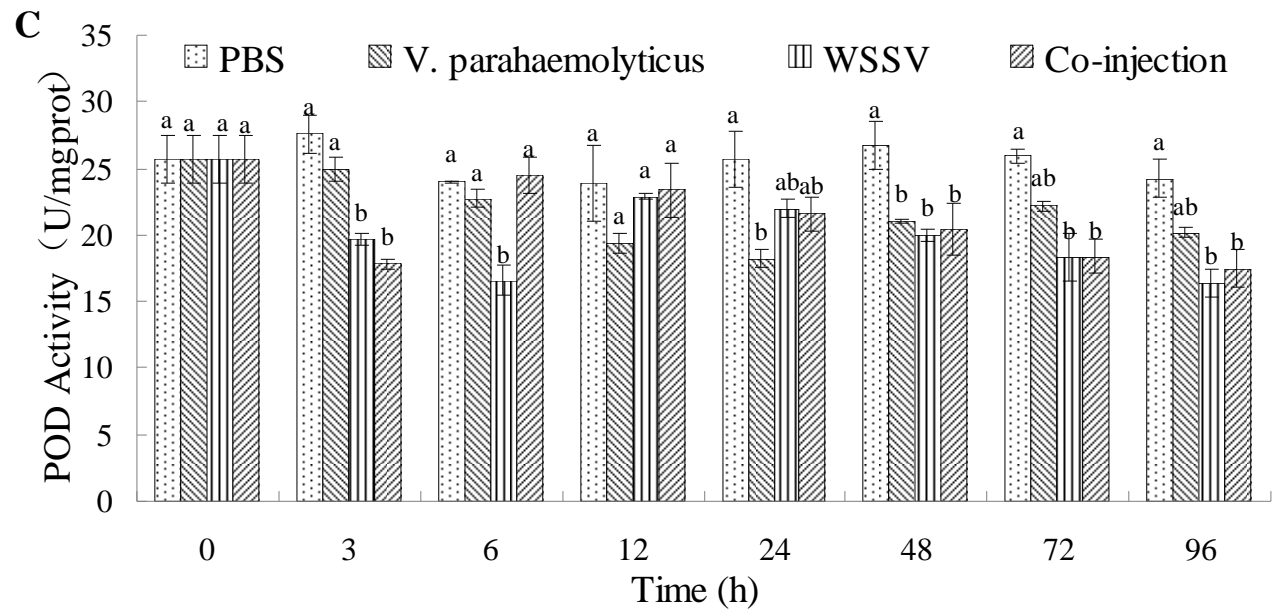 C
35
PBS V. parahaemolyticus WSSV Co-injection
30
25
20
15
10
5
0
POD Activity (U/mgprot)
a a a a
a a b b
a a b a
a a a a
a b ab ab
a b b b
a ab b b
a ab b b
0 3 6 12 24 48 72 96
Time (h)